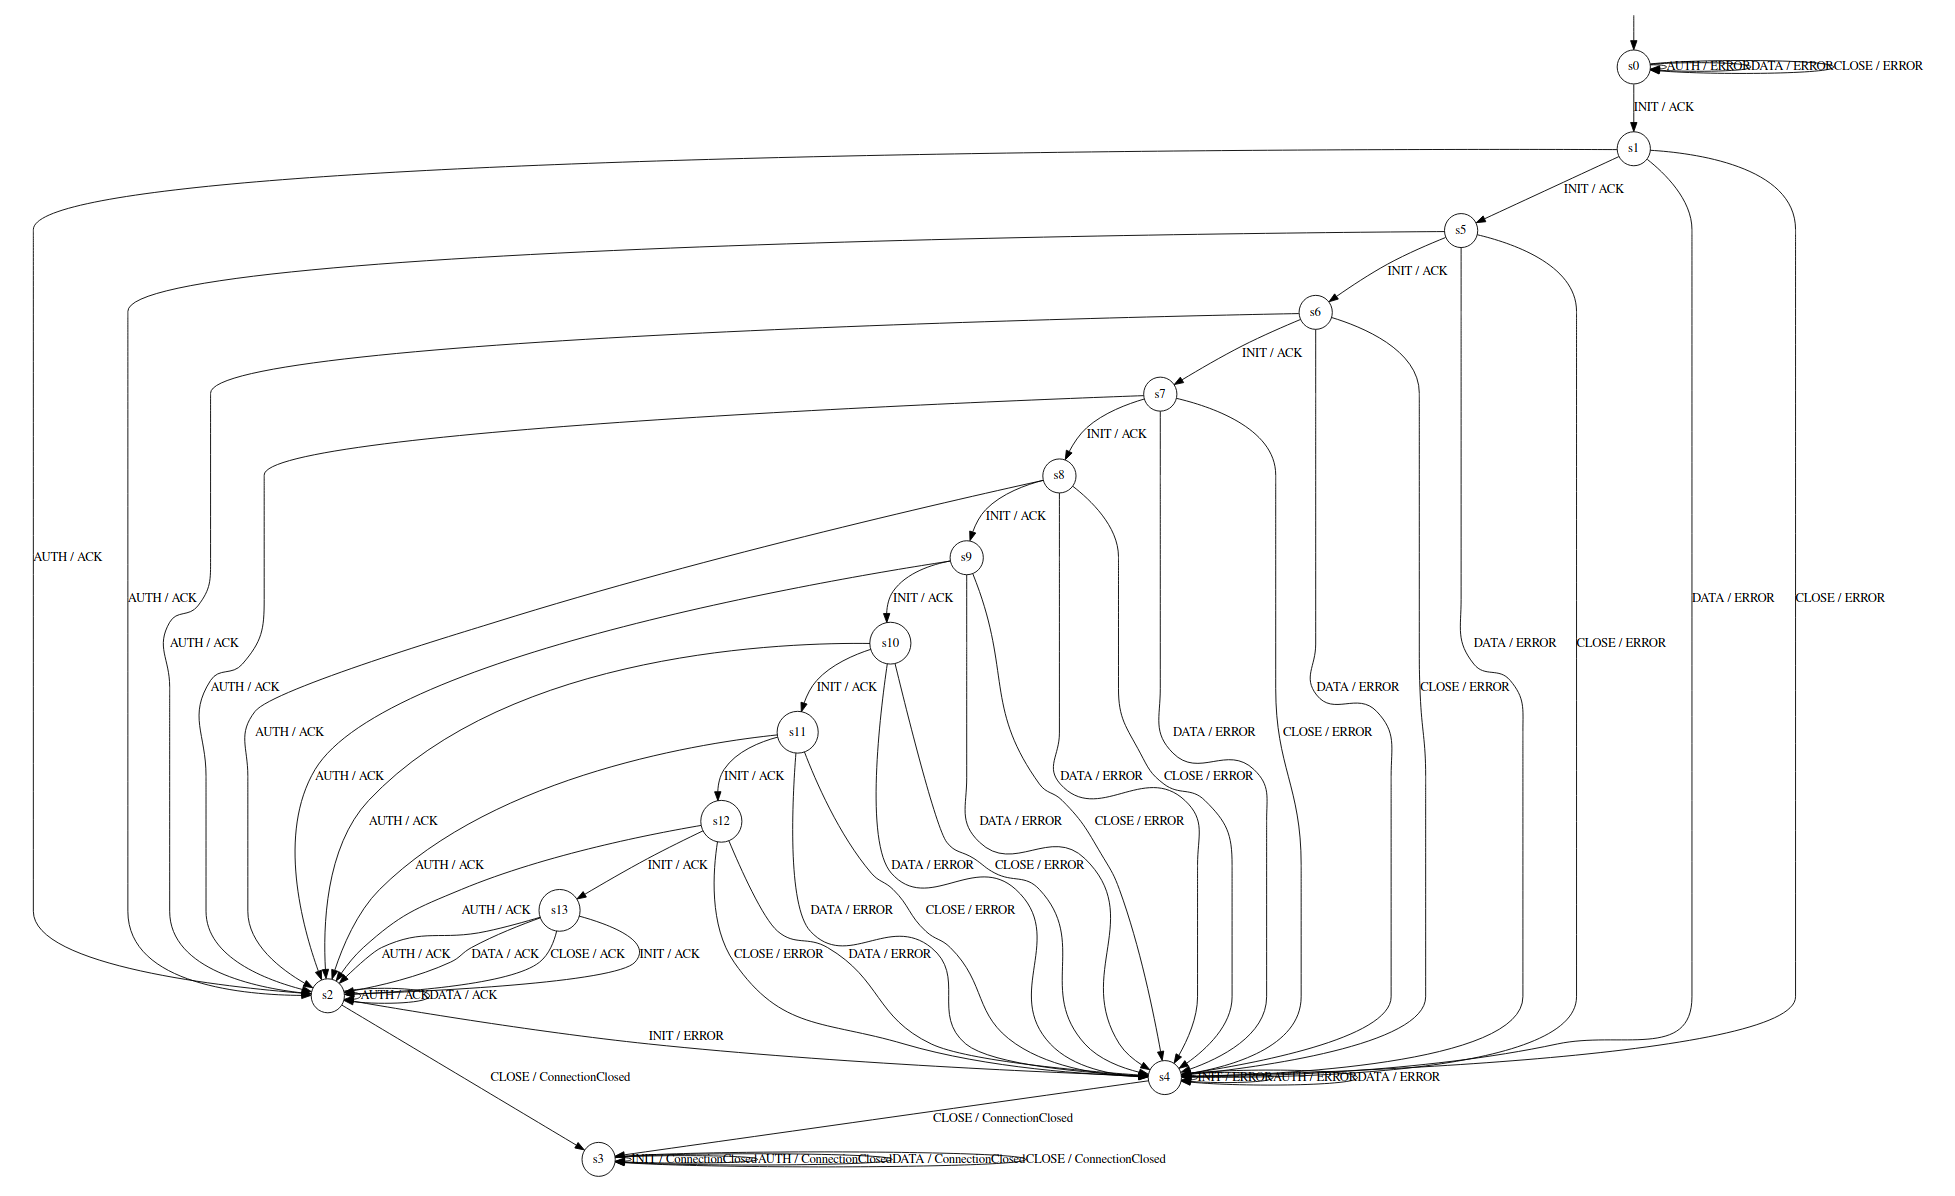 s0
AUTH / ERROR DATA / ERROR CLOSE / ERROR
INIT / ACK
s1
INIT / ACK
s5
INIT / ACK
s6
INIT / ACK
s7
INIT / ACK
s8
INIT / ACK
s9
AUTH / ACK
AUTH / ACK
INIT / ACK
DATA / ERROR
CLOSE / ERROR
AUTH / ACK
s10
DATA / ERROR
CLOSE / ERROR
AUTH / ACK
INIT / ACK
DATA / ERROR
CLOSE / ERROR
AUTH / ACK
s11
DATA / ERROR
CLOSE / ERROR
AUTH / ACK
INIT / ACK
DATA / ERROR
CLOSE / ERROR
AUTH / ACK
s12
DATA / ERROR
CLOSE / ERROR
AUTH / ACK
INIT / ACK
DATA / ERROR
CLOSE / ERROR
AUTH / ACK
s13
DATA / ERROR
CLOSE / ERROR
AUTH / ACK
DATA / ACK
CLOSE / ACK
INIT / ACK
CLOSE / ERROR
DATA / ERROR
s2
AUTH / ACK DATA / ACK
INIT / ERROR
CLOSE / ConnectionClosed
s4
INIT / ERROR AUTH / ERROR DATA / ERROR
CLOSE / ConnectionClosed
s3
INIT / ConnectionClosed AUTH / ConnectionClosed DATA / ConnectionClosed CLOSE / ConnectionClosed